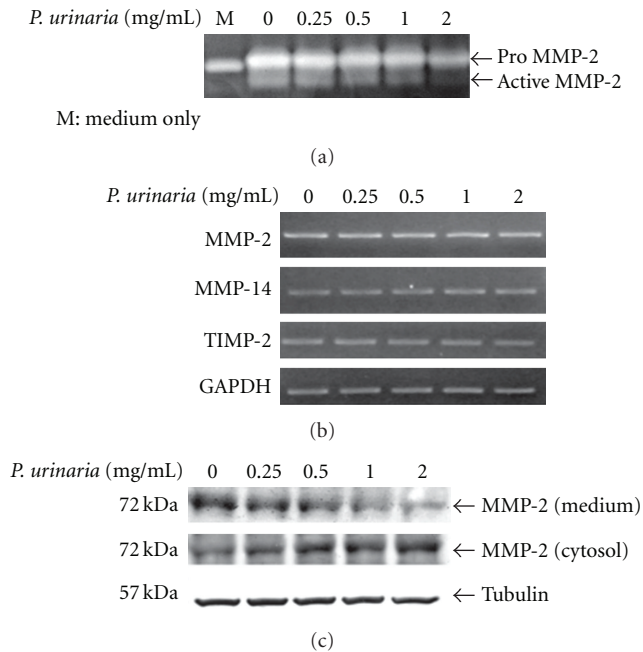 P. urinaria (mg/mL) M 0 0.25 0.5 1 2
← Pro MMP-2
← Active MMP-2
M: medium only
(a)
P. urinaria (mg/mL) 0 0.25 0.5 1 2
MMP-2
MMP-14
TIMP-2
GAPDH
(b)
P. urinaria (mg/mL) 0 0.25 0.5 1 2
72 kDa ← MMP-2 (medium)
72 kDa ← MMP-2 (cytosol)
57 kDa ← Tubulin
(c)